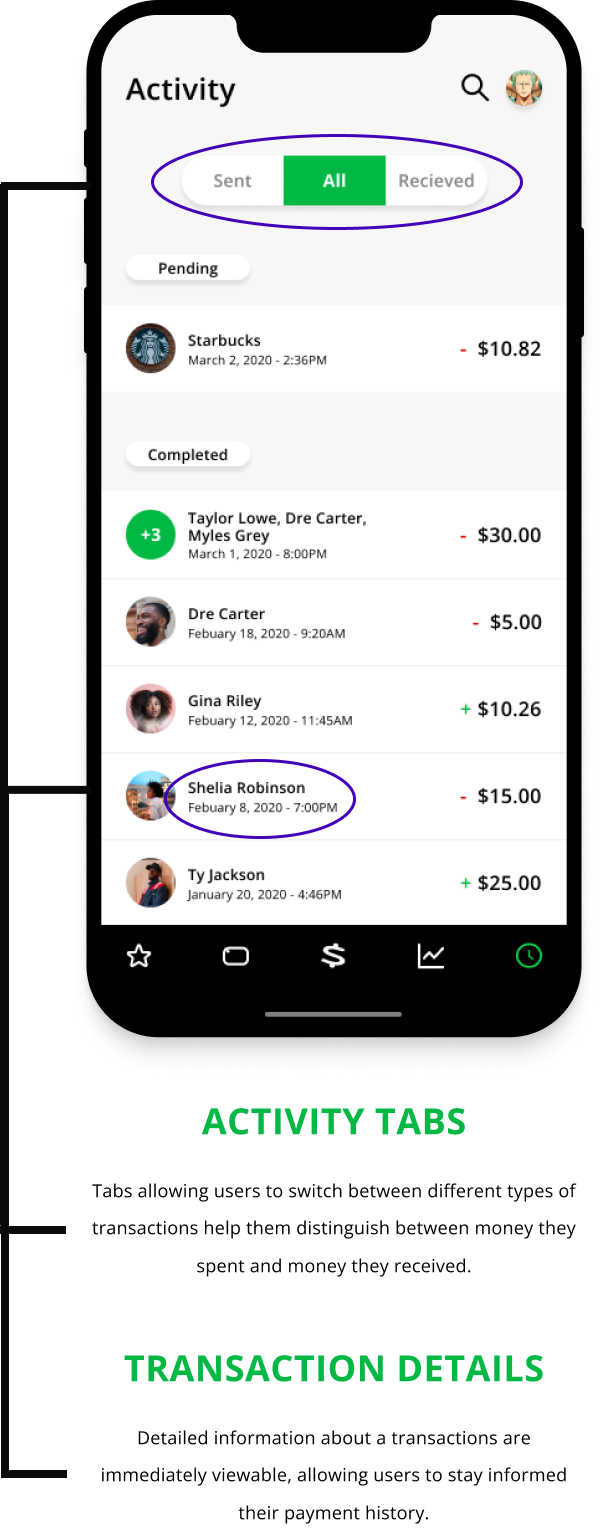 Activity
Sent All Recieved
Pending
Starbucks
March 2, 2020 - 2:36PM
- $10.82
Completed
+3
Taylor Lowe, Dre Carter,
Myles Grey
March 1, 2020 - 8:00PM
- $30.00
Dre Carter
Febuary 18, 2020 - 9:20AM
- $5.00
Gina Riley
Febuary 12, 2020 - 11:45AM
+ $10.26
Shelia Robinson
Febuary 8, 2020 - 7:00PM
- $15.00
Ty Jackson
January 20, 2020 - 4:46PM
+ $25.00
ACTIVITY TABS
Tabs allowing users to switch between different types of
transactions help them distinguish between money they
spent and money they received.
TRANSACTION DETAILS
Detailed information about a transactions are
immediately viewable, allowing users to stay informed
their payment history.